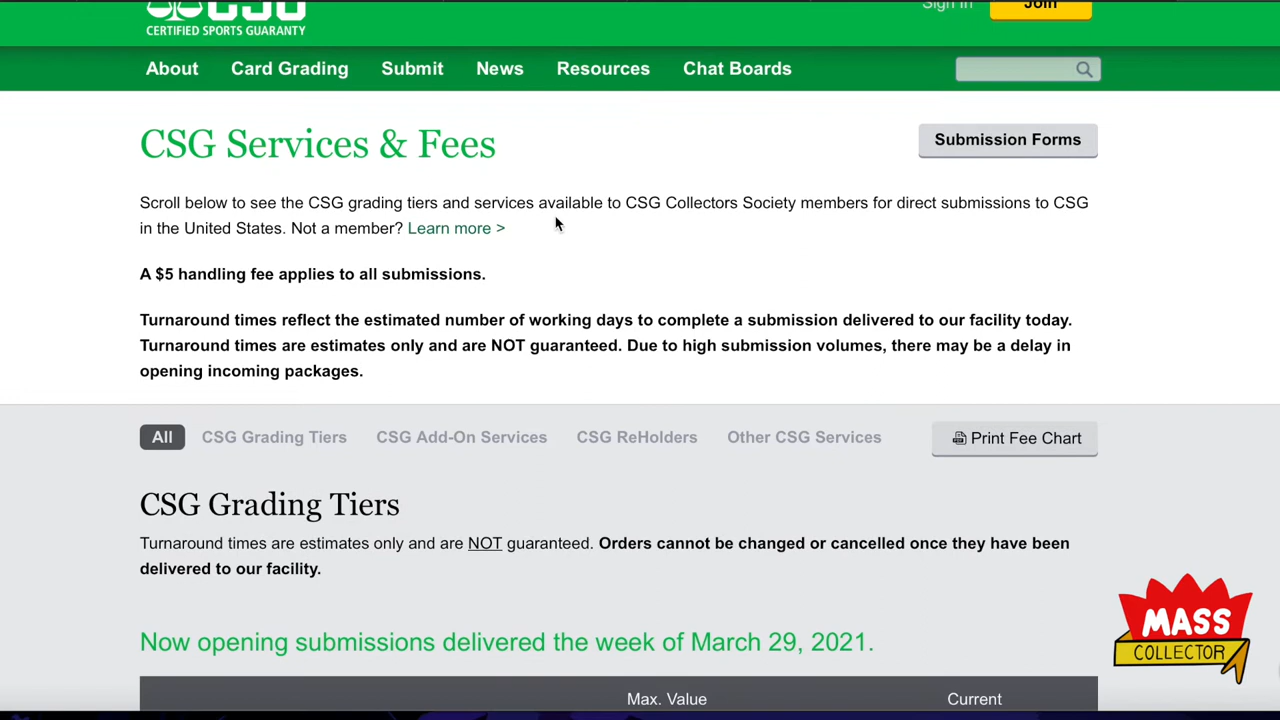 CSG
Sign In
Join
CERTIFIED SPORTS GUARANTY
About Card Grading Submit News Resources Chat Boards
CSG Services & Fees
Submission Forms
Scroll below to see the CSG grading tiers and services available to CSG Collectors Society members for direct submissions to CSG
in the United States. Not a member? Learn more >
A $5 handling fee applies to all submissions.
Turnaround times reflect the estimated number of working days to complete a submission delivered to our facility today.
Turnaround times are estimates only and are NOT guaranteed. Due to high submission volumes, there may be a delay in
opening incoming packages.
All CSG Grading Tiers CSG Add-On Services CSG ReHolders Other CSG Services
Print Fee Chart
CSG Grading Tiers
Turnaround times are estimates only and are NOT guaranteed. Orders cannot be changed or cancelled once they have been
delivered to our facility.
MASS
COLLECTOR
Now opening submissions delivered the week of March 29, 2021.
Max. Value Current